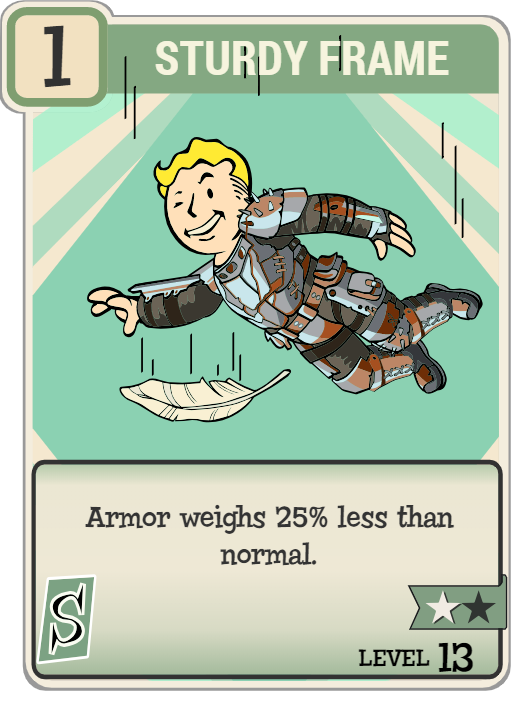 1
STURDY FRAME
Armor weighs 25% less than
normal.
S
LEVEL 13